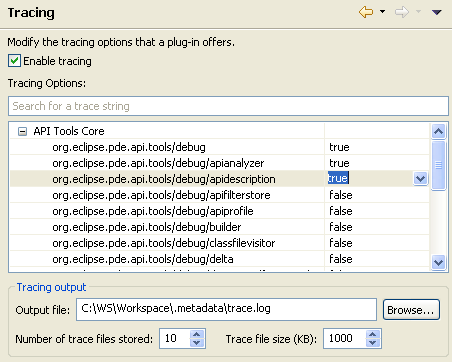 Tracing
Modify the tracing options that a plug-in offers.
Enable tracing
Tracing Options:
Search for a trace string
API Tools Core
org.eclipse.pde.api.tools/debug true
org.eclipse.pde.api.tools/debug/apianalyzer true
org.eclipse.pde.api.tools/debug/apidescription true
org.eclipse.pde.api.tools/debug/apifilterstore false
org.eclipse.pde.api.tools/debug/apiprofile false
org.eclipse.pde.api.tools/debug/builder false
org.eclipse.pde.api.tools/debug/classfilevisitor false
org.eclipse.pde.api.tools/debug/delta false
Tracing output
Output file: C:\WS\Workspace\.metadata\trace.log Browse...
Number of trace files stored: 10 Trace file size (KB): 1000